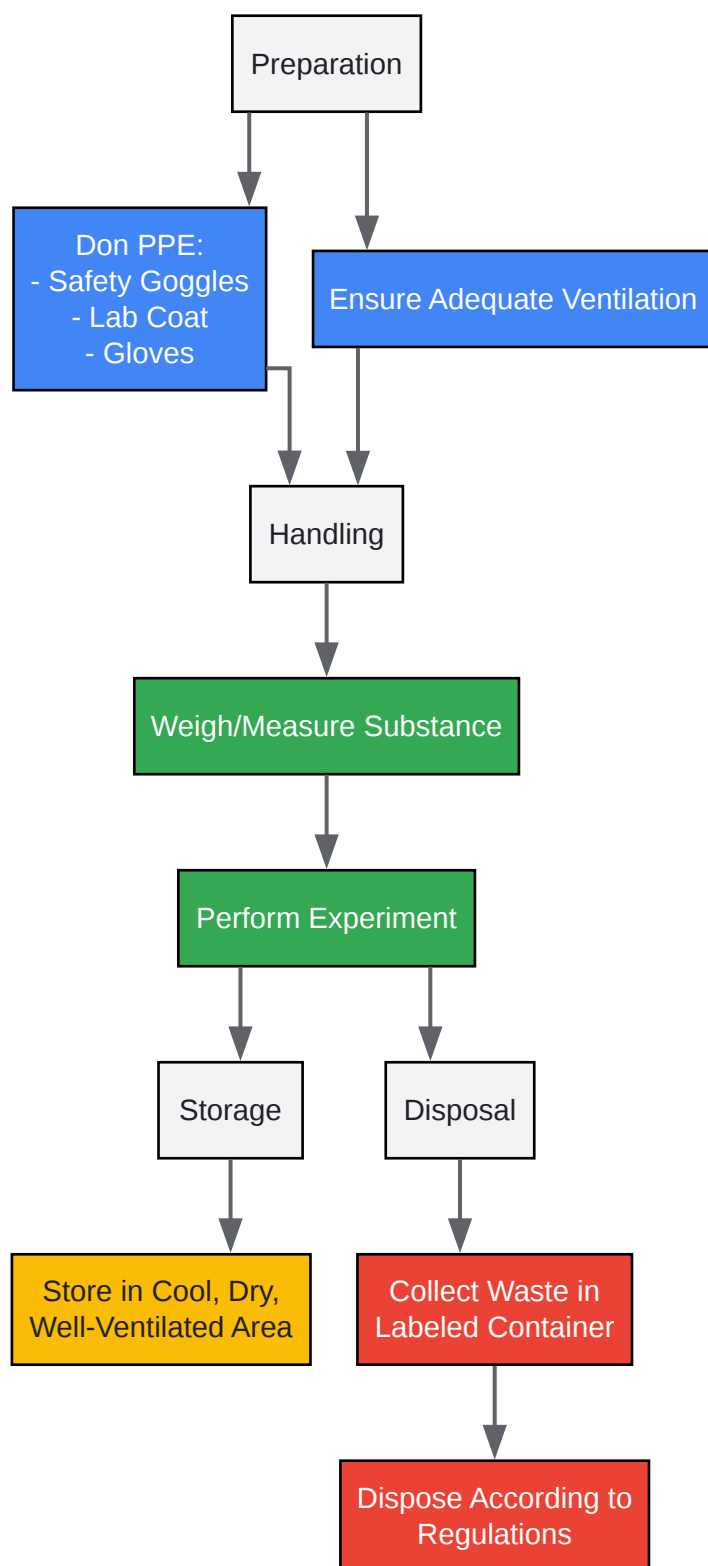 Preparation
Don PPE:
- Safety Goggles
- Lab Coat
- Gloves
Ensure Adequate Ventilation
Handling
Weigh/Measure Substance
Perform Experiment
Storage
Disposal
Store in Cool, Dry,
Well-Ventilated Area
Collect Waste in
Labeled Container
Dispose According to
Regulations